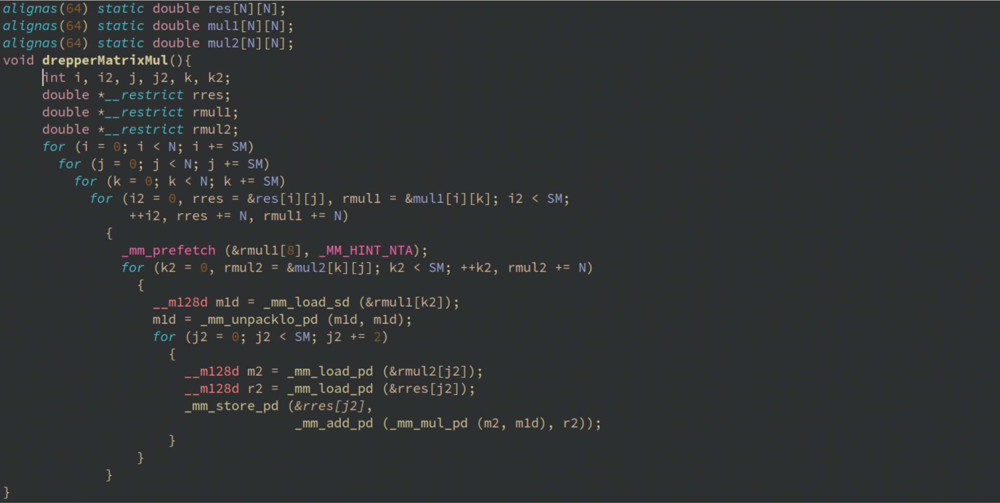 alignas(64) static double res[N][N];
alignas(64) static double mul1[N][N];
alignas(64) static double mul2[N][N];
void drepperMatrixMul(){
     int i, i2, j, j2, k, k2;
     double *__restrict rres;
     double *__restrict rmul1;
     double *__restrict rmul2;
     for (i = 0; i < N; i += SM)
       for (j = 0; j < N; j += SM)
         for (k = 0; k < N; k += SM)
           for (i2 = 0, rres = &res[i][j], rmul1 = &mul1[i][k]; i2 < SM;
                ++i2, rres += N, rmul1 += N)
             {
               _mm_prefetch (&rmul1[8], _MM_HINT_NTA);
               for (k2 = 0, rmul2 = &mul2[k][j]; k2 < SM; ++k2, rmul2 += N)
                 {
                   __m128d m1d = _mm_load_sd (&rmul1[k2]);
                   m1d = _mm_unpacklo_pd (m1d, m1d);
                   for (j2 = 0; j2 < SM; j2 += 2)
                     {
                       __m128d m2 = _mm_load_pd (&rmul2[j2]);
                       __m128d r2 = _mm_load_pd (&rres[j2]);
                       _mm_store_pd (&rres[j2],
                                     _mm_add_pd (_mm_mul_pd (m2, m1d), r2));
                     }
                 }
             }
}